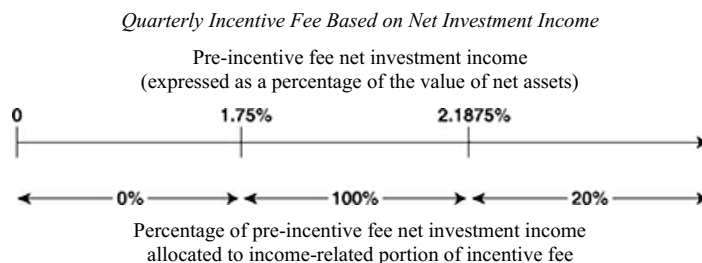 Quarterly Incentive Fee Based on Net Investment Income
Pre-incentive fee net investment income
(expressed as a percentage of the value of net assets)
0 1.75% 2.1875%
0% 100% 20%
Percentage of pre-incentive fee net investment income
allocated to income-related portion of incentive fee